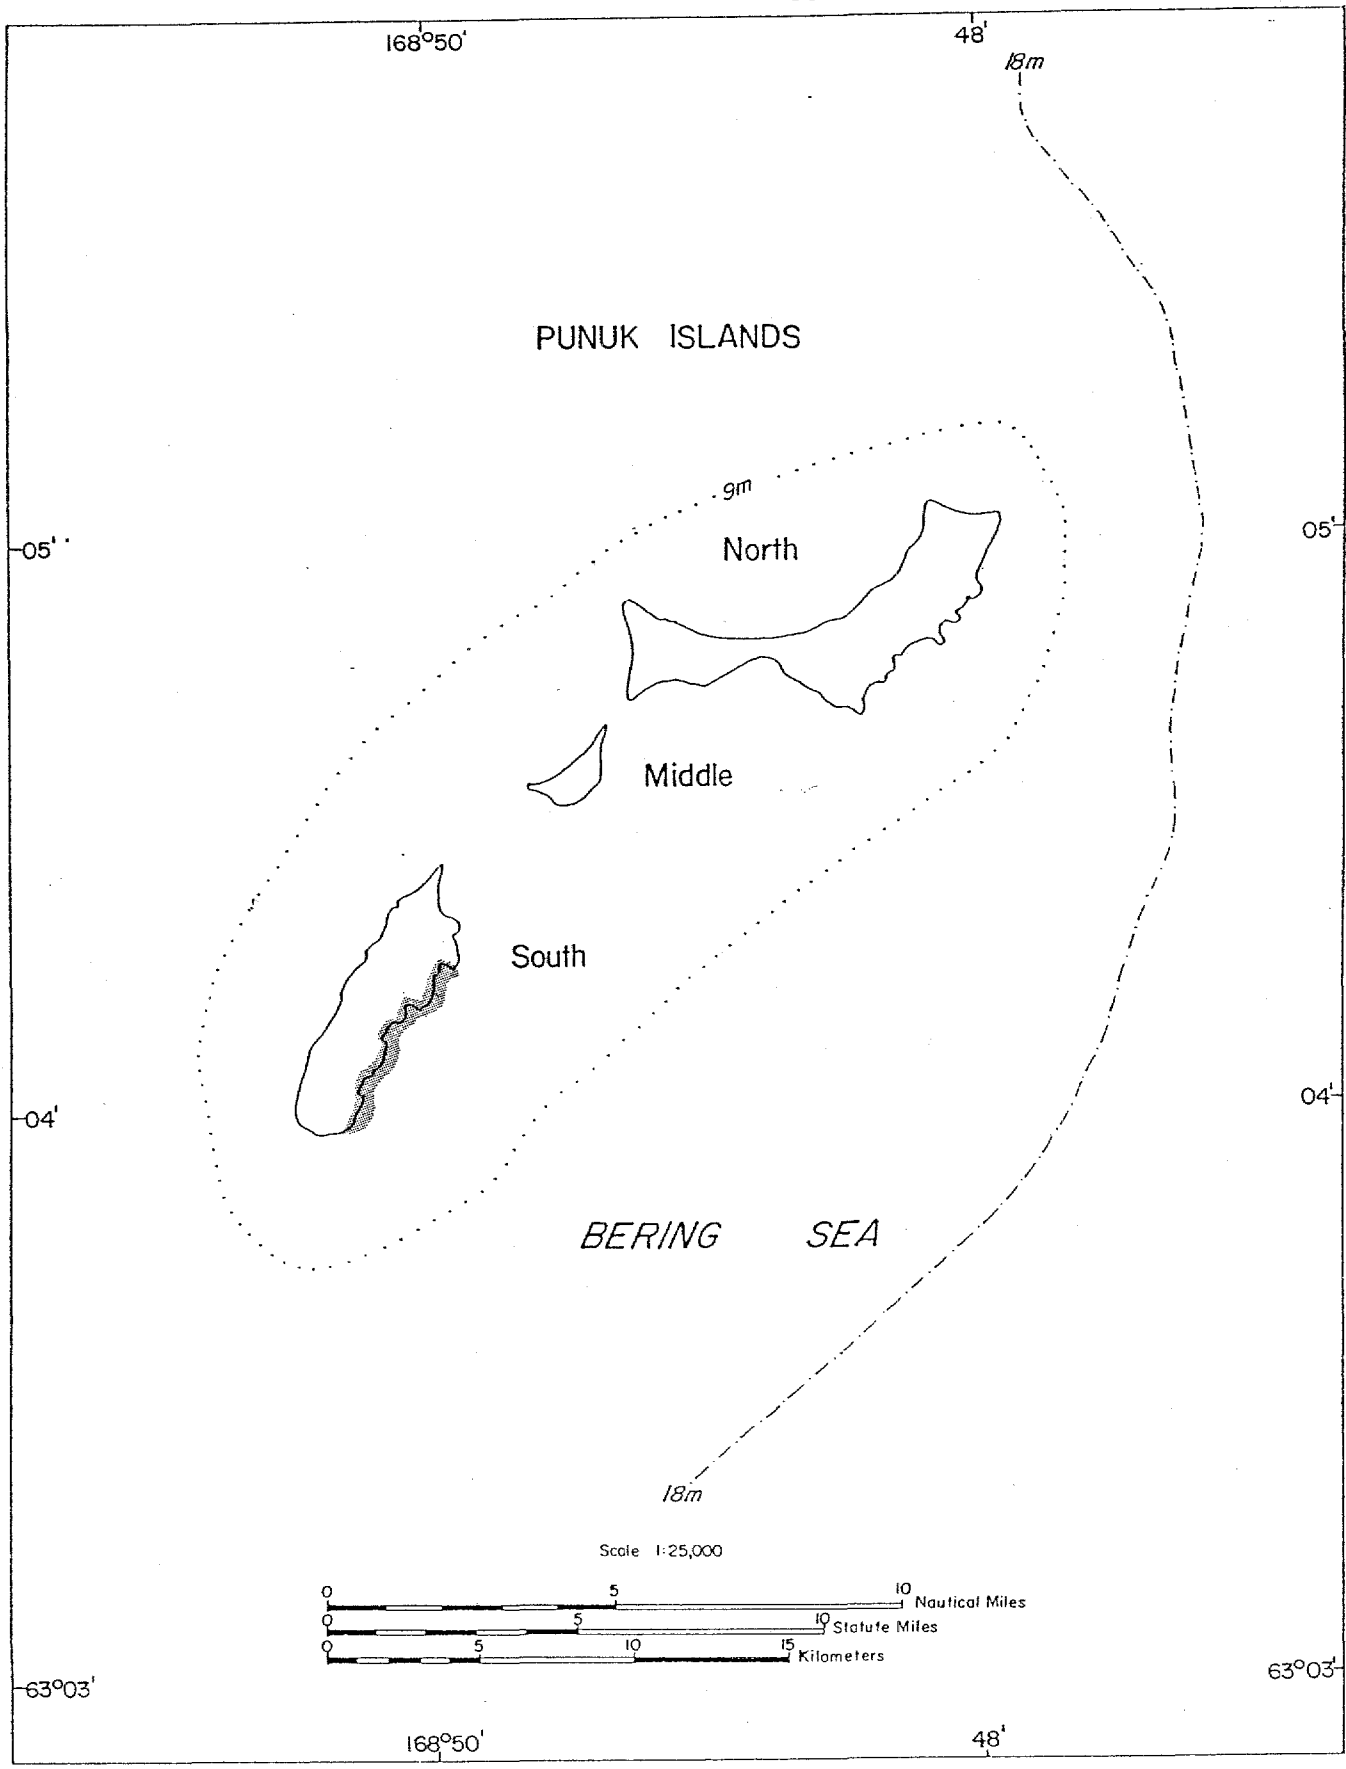 168°50'
48'
18m
PUNUK ISLANDS
9m
05'
North
05'
Middle
South
04'
04'
BERING SEA
18m
Scale 1:25,000
0 5 10 Nautical Miles
0 5 10 Statute Miles
0 5 10 15 Kilometers
63°03'
63°03'
168°50'
48'